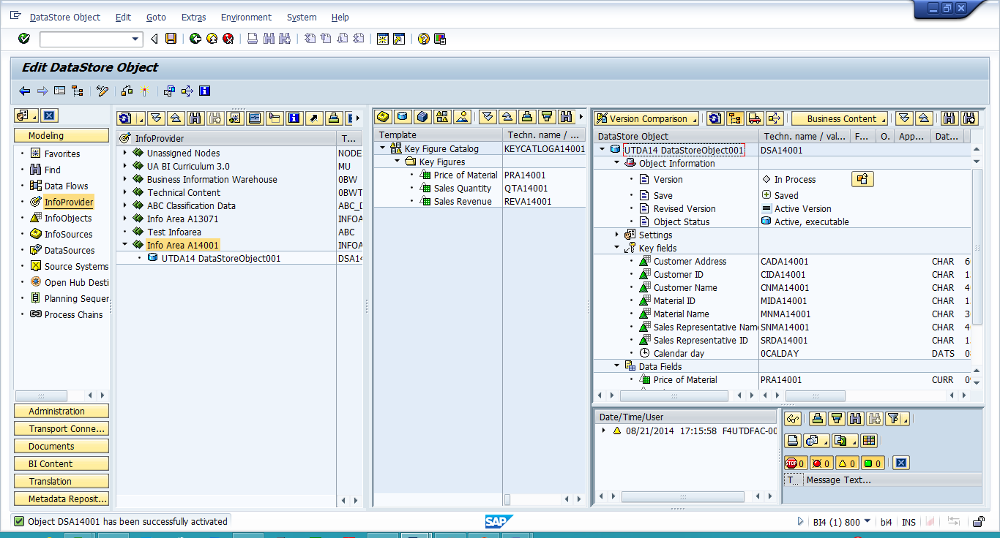 DataStore Object Edit Goto Extras Environment System Help
Edit DataStore Object
Modeling
Favorites
Find
Data Flows
InfoProvider
InfoObjects
InfoSources
DataSources
Source Systems
Open Hub Desti
Planning Sequer
Process Chains
Administration
Transport Conne...
Documents
BI Content
Translation
Metadata Reposit...
InfoProvider T...
Unassigned Nodes NODE
UA BI Curriculum 3.0 MU
Business Information Warehouse 0BW
Technical Content 0BWT
ABC Classification Data ABC_D
Info Area A13071 INFOA
Test Infoarea ABC
Info Area A14001 INFOA
UTDA14 DataStoreObject001 DSA14
Template Techn. name / ...
Key Figure Catalog KEYCATLOGA14001
Key Figures
Price of Material PRA14001
Sales Quantity QTA14001
Sales Revenue REVA14001
Version Comparison Business Content
DataStore Object Techn. name / val... F... O. App... Dat...
UTDA14 DataStoreObject001 DSA14001
Object Information
Version In Process
Save Saved
Revised Version Active Version
Object Status Active, executable
Settings
Key fields
Customer Address CADA14001 CHAR 6
Customer ID CIDA14001 CHAR 1
Customer Name CNMA14001 CHAR 4
Material ID MIDA14001 CHAR 1
Material Name MNMA14001 CHAR 3
Sales Representative Name SNMA14001 CHAR 4
Sales Representative ID SRDA14001 CHAR 1
Calendar day 0CALDAY DATS 0
Data Fields
Price of Material PRA14001 CURR 0
Date/Time/User
08/21/2014 17:15:58 F4UTDFAC-00
STOP 0 0 0 0
T... Message Text...
Object DSA14001 has been successfully activated
SAP
BI4 (1) 800 bi4 INS